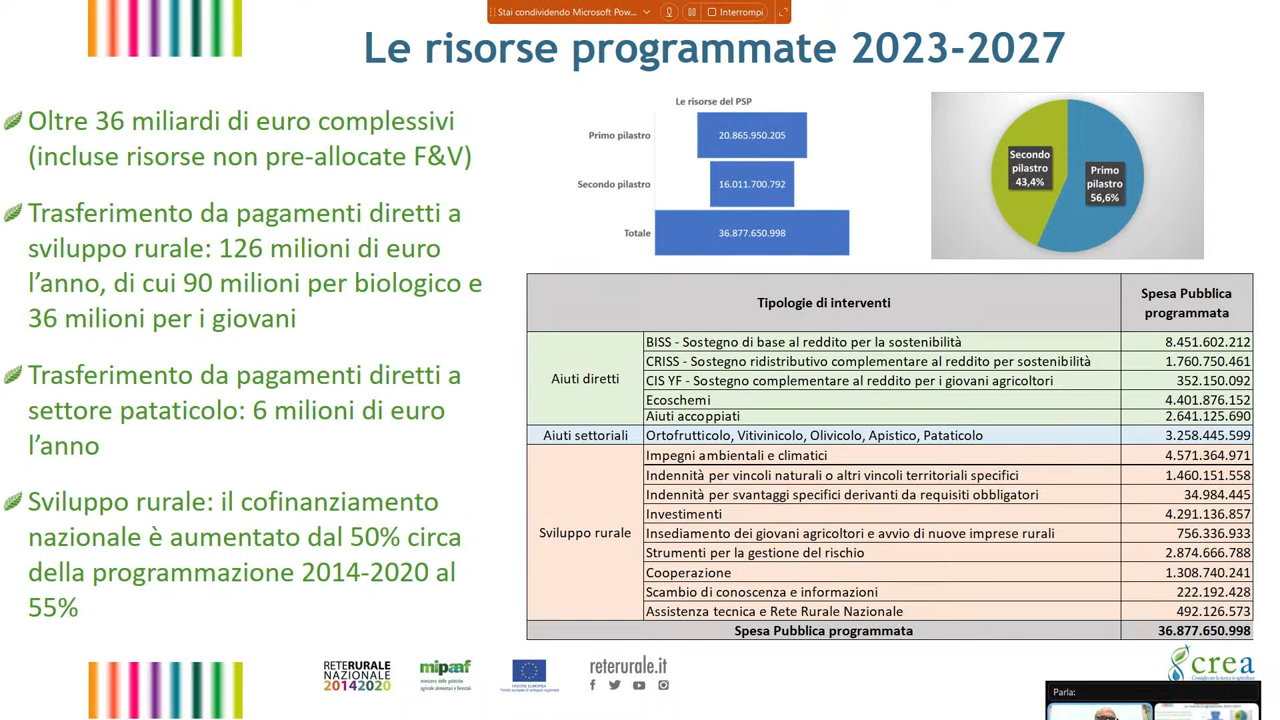 Stai condividendo Microsoft Pow...
Interrompi
Le risorse programmate 2023-2027
Oltre 36 miliardi di euro complessivi
(incluse risorse non pre-allocate F&V)
Trasferimento da pagamenti diretti a
sviluppo rurale: 126 milioni di euro
l'anno, di cui 90 milioni per biologico e
36 milioni per i giovani
Trasferimento da pagamenti diretti a
settore pataticolo: 6 milioni di euro
l'anno
Sviluppo rurale: il cofinanziamento
nazionale è aumentato dal 50% circa
della programmazione 2014-2020 al
55%
Le risorse del PSP
Primo pilastro 20.865.950.205
Secondo pilastro 16.011.700.792
Totale 36.877.650.998
Secondo
pilastro
43,4%
Primo
pilastro
56,6%
Tipologie di interventi
Spesa Pubblica
programmata
Aiuti diretti
BISS - Sostegno di base al reddito per la sostenibilità 8.451.602.212
CRISS - Sostegno ridistributivo complementare al reddito per sostenibilità 1.760.750.461
CIS YF - Sostegno complementare al reddito per i giovani agricoltori 352.150.092
Ecoschemi 4.401.876.152
Aiuti accoppiati 2.641.125.690
Aiuti settoriali Ortofrutticolo, Vitivinicolo, Olivicolo, Apistico, Pataticolo 3.258.445.599
Sviluppo rurale
Impegni ambientali e climatici 4.571.364.971
Indennità per vincoli naturali o altri vincoli territoriali specifici 1.460.151.558
Indennità per svantaggi specifici derivanti da requisiti obbligatori 34.984.445
Investimenti 4.291.136.857
Insediamento dei giovani agricoltori e avvio di nuove imprese rurali 756.336.933
Strumenti per la gestione del rischio 2.874.666.788
Cooperazione 1.308.740.241
Scambio di conoscenza e informazioni 222.192.428
Assistenza tecnica e Rete Rurale Nazionale 492.126.573
Spesa Pubblica programmata 36.877.650.998
RETERURALE
NAZIONALE
20142020
mipaaf
ministero delle politiche
agricole alimentari e forestali
UNIONE EUROPEA
reterurale.it
crea
Parla: